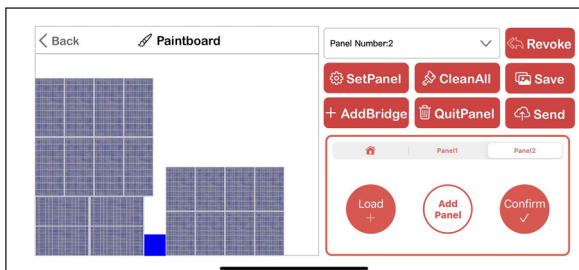 Back
Paintboard
Panel Number:2
Revoke
SetPanel
CleanAll
Save
+ AddBridge
QuitPanel
Send
Panel1
Panel2
Load
+
Add
Panel
Confirm